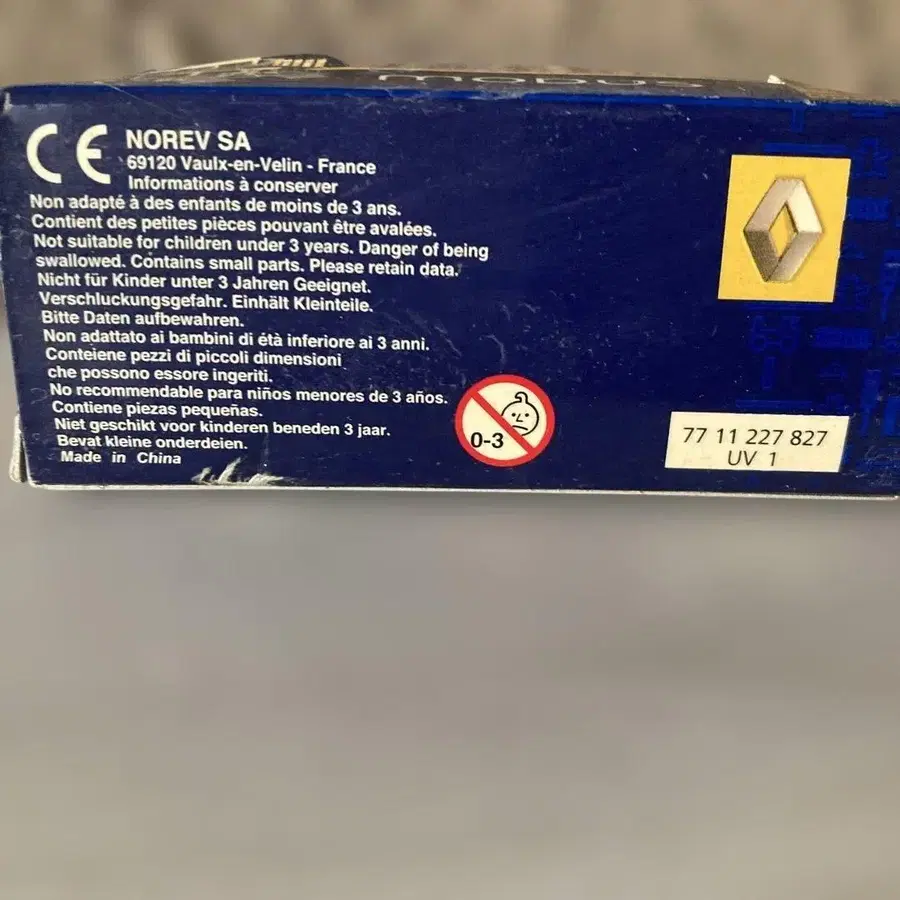 MODUS
CE NOREV SA
69120 Vaulx-en-Velin - France
Informations à conserver
Non adapté à des enfants de moins de 3 ans.
Contient des petites pièces pouvant être avalées.
Not suitable for children under 3 years. Danger of being
swallowed. Contains small parts. Please retain data.
Nicht für Kinder unter 3 Jahren Geeignet.
Verschluckungsgefahr. Einhält Kleinteile.
Bitte Daten aufbewahren.
Non adattato ai bambini di étà inferiore ai 3 anni.
Conteiene pezzi di piccoli dimensioni
che possono essore ingeriti.
No recommendable para niños menores de 3 años.
Contiene piezas pequeñas.
Niet geschikt voor kinderen beneden 3 jaar.
Bevat kleine onderdeien.
Made in China
0-3
77 11 227 827
UV 1